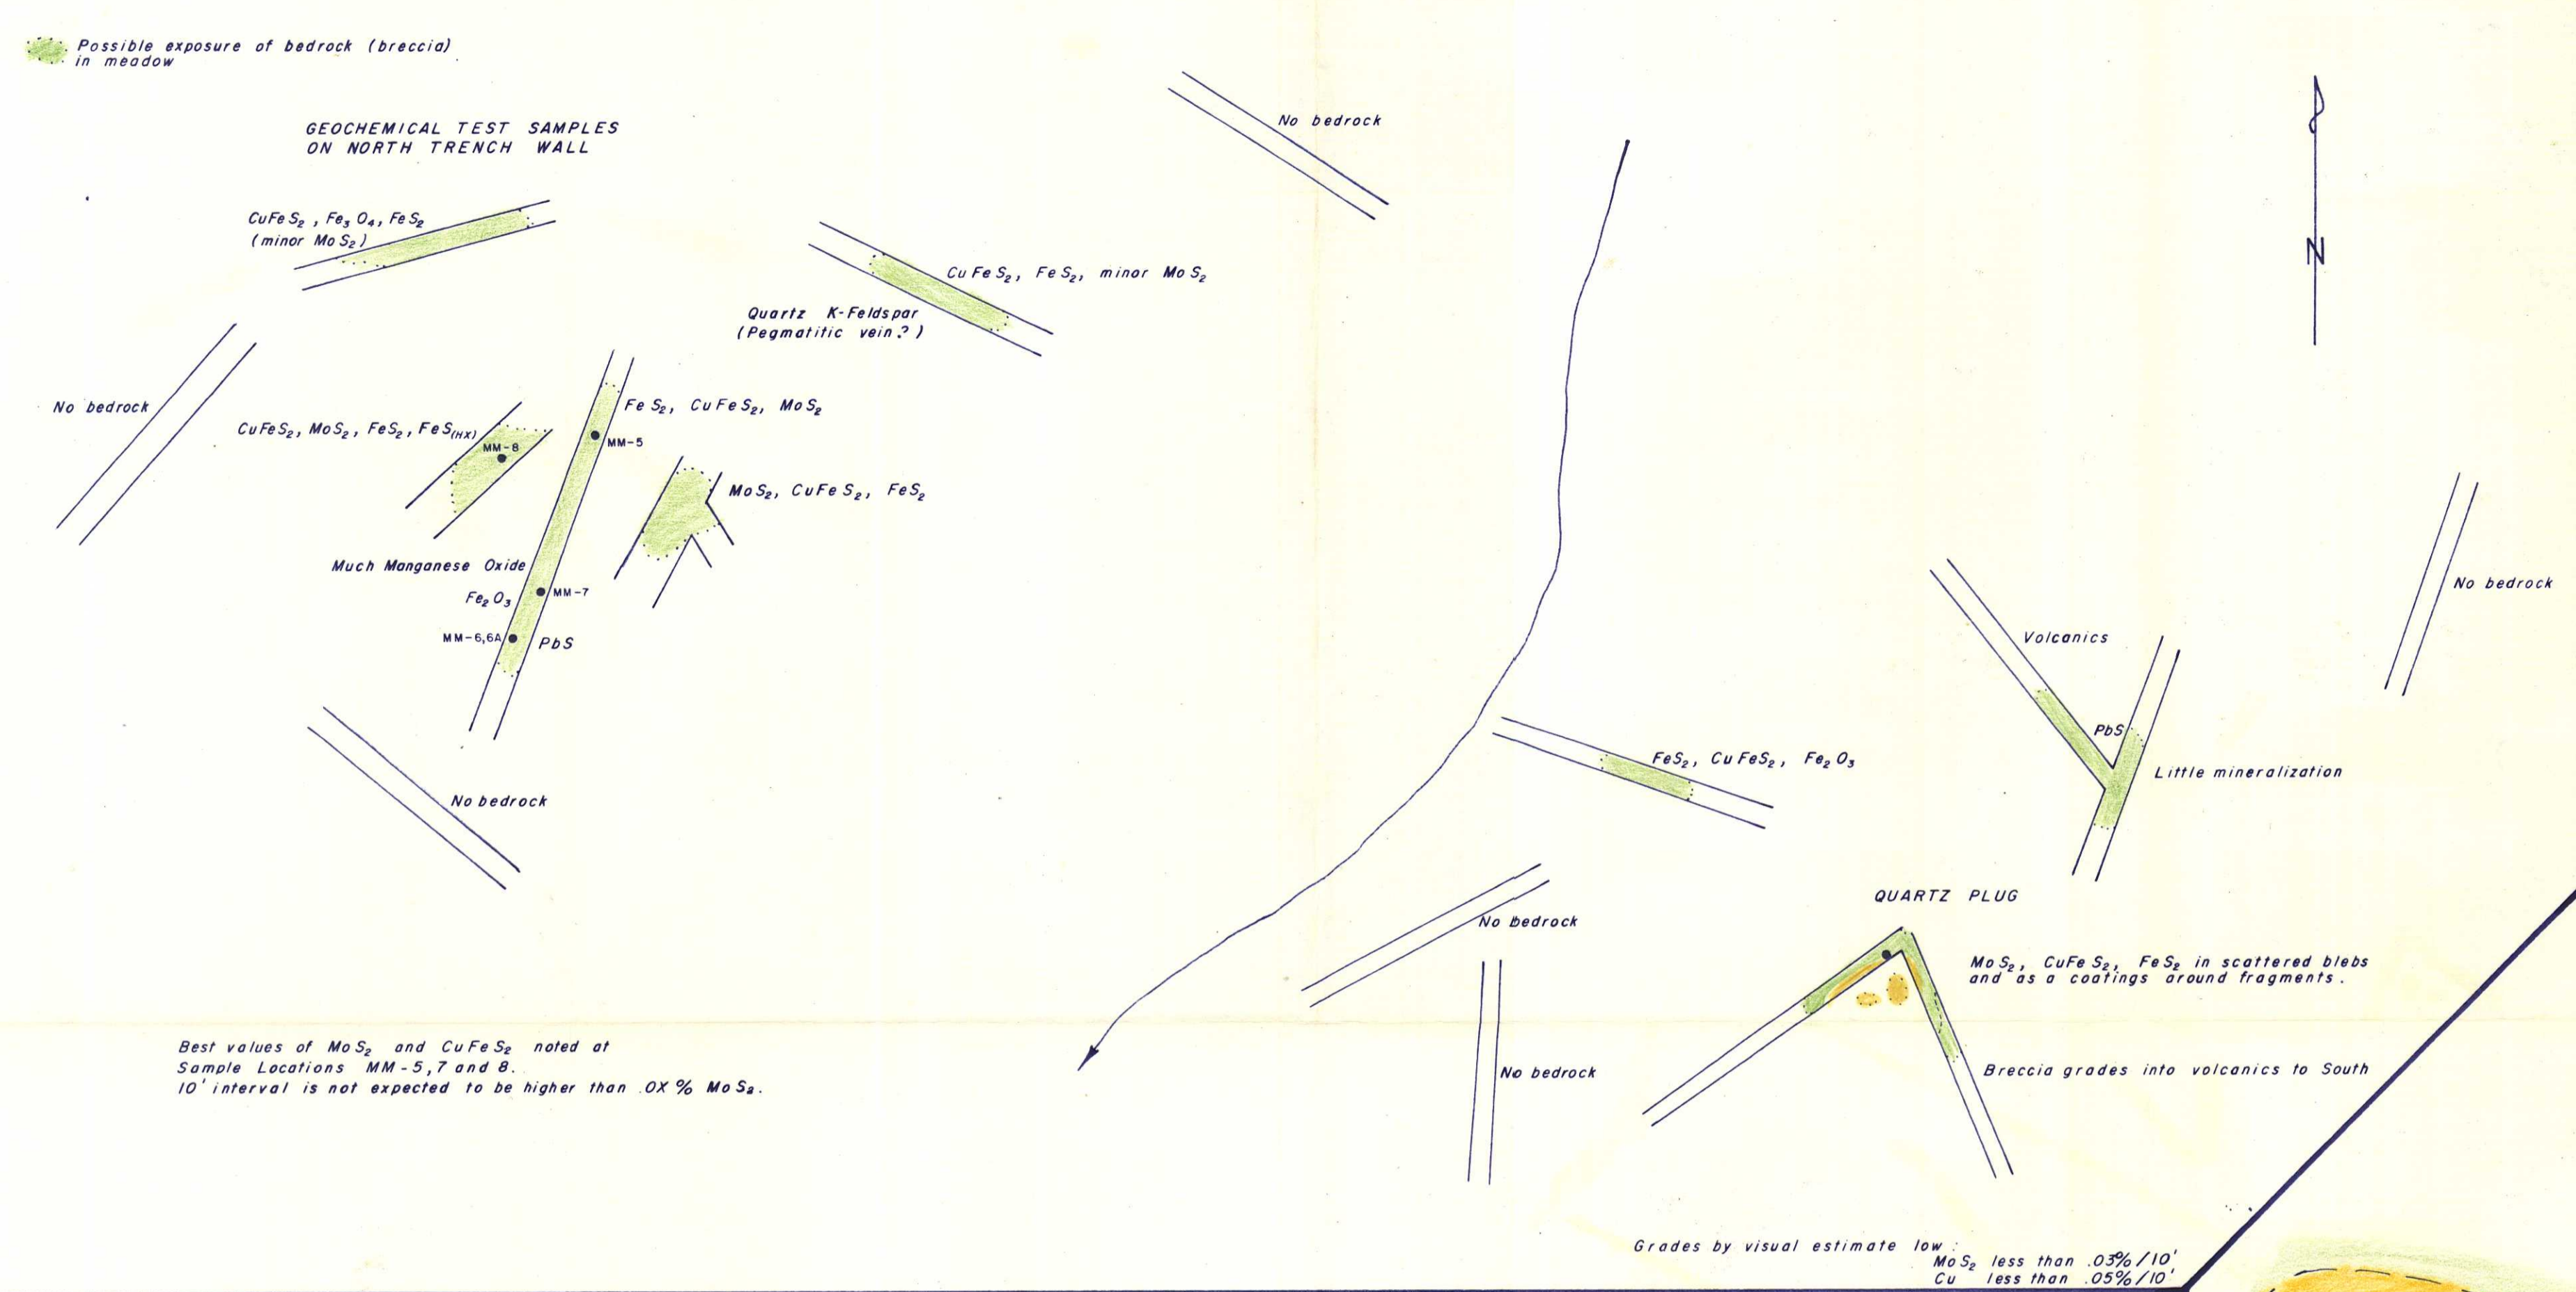 Possible exposure of bedrock (breccia)
in meadow
GEOCHEMICAL TEST SAMPLES
ON NORTH TRENCH WALL
No bedrock
CuFeS₂, Fe₃O₄, FeS₂
(minor MoS₂)
CuFeS₂, FeS₂, minor MoS₂
Quartz K-Feldspar
(Pegmatitic vein?)
N
No bedrock
CuFeS₂, MoS₂, FeS₂, FeS(HX)
MM-8
FeS₂, CuFeS₂, MoS₂
MM-5
MoS₂, CuFeS₂, FeS₂
Much Manganese Oxide
Fe₂O₃
MM-7
MM-6,6A
PbS
No bedrock
No bedrock
Volcanics
PbS
Little mineralization
FeS₂, CuFeS₂, Fe₂O₃
No bedrock
No bedrock
QUARTZ PLUG
MoS₂, CuFeS₂, FeS₂ in scattered blebs
and as a coatings around fragments.
Breccia grades into volcanics to South
Best values of MoS₂ and CuFeS₂ noted at
Sample Locations MM-5,7 and 8.
10' interval is not expected to be higher than .0X% MoS₂.
Grades by visual estimate low:
MoS₂ less than .03%/10'
Cu less than .05%/10'